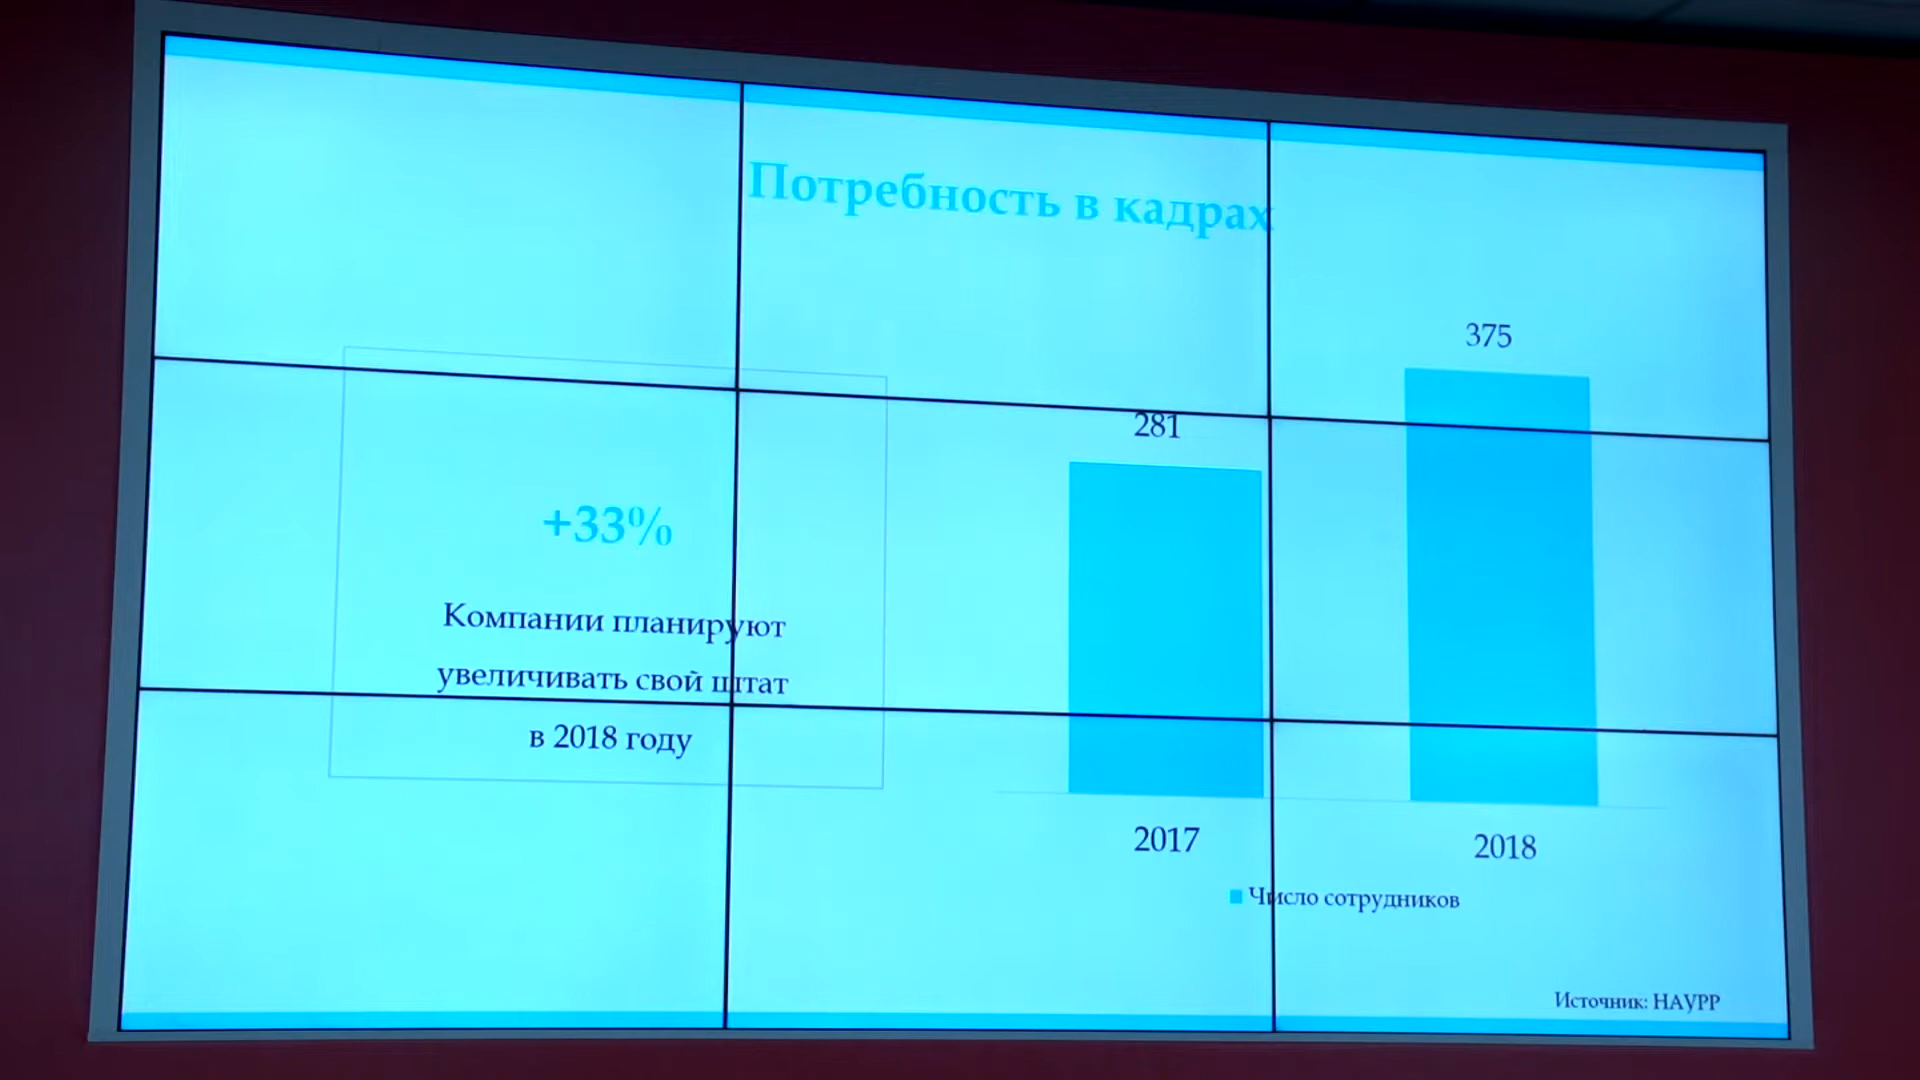 Потребность в кадрах
+33%
Компании планируют
увеличивать свой штат
в 2018 году
281
375
2017
2018
Число сотрудников
Источник: НАУРР